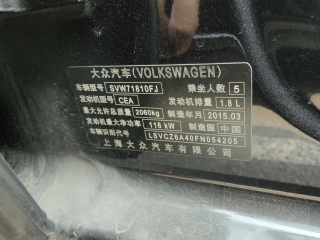 大众汽车(VOLKSWAGEN)
车辆型号 SVW71810FJ 乘坐人数 5
发动机型号 CEA 发动机排量 1.8 L
最大允许总质量 2060kg 制造年月 2015.03
发动机最大净功率 118 kW 制造国 中国
车辆识别代号 LSVCZ6A40FN054205
上海大众汽车有限公司